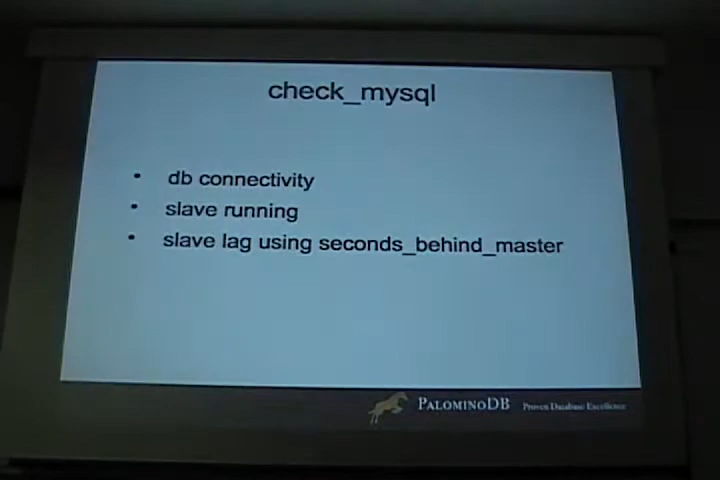 check_mysql
• db connectivity
• slave running
• slave lag using seconds_behind_master
PALOMINODB Proven Database Excellence